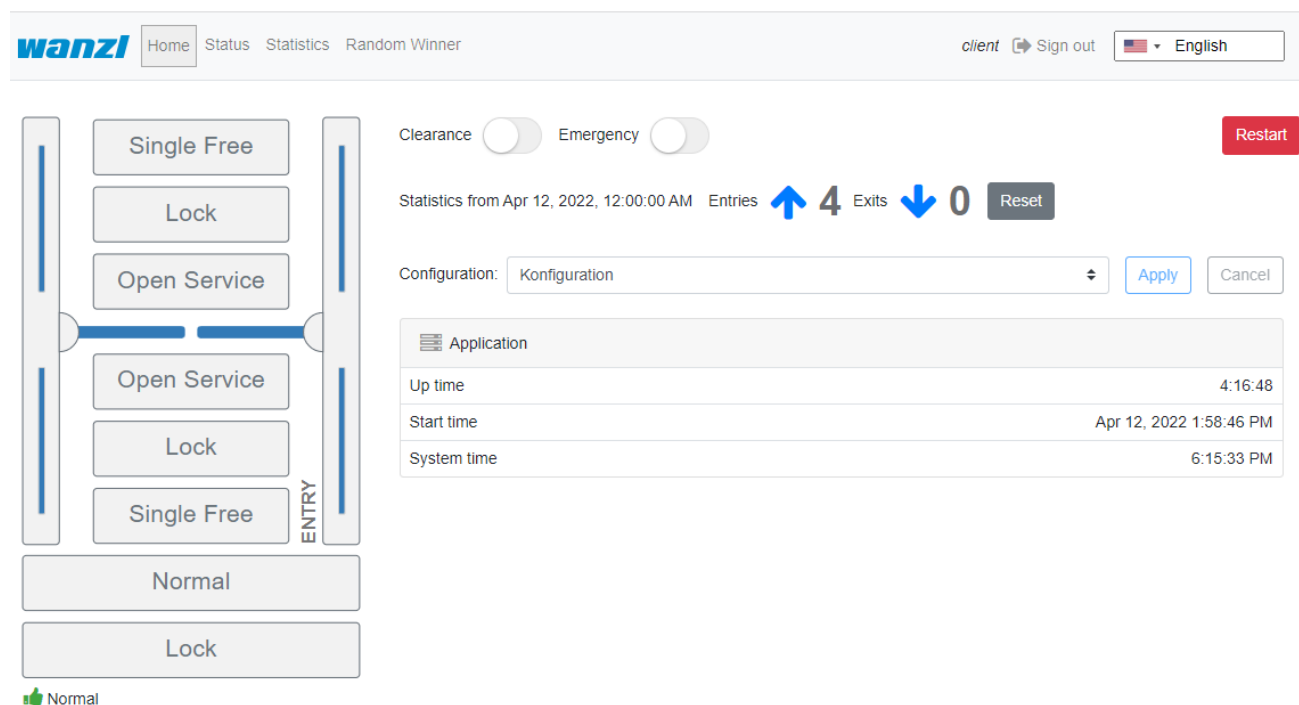 wanzl Home Status Statistics Random Winner client Sign out English
Single Free
Lock
Open Service
Open Service
Lock
Single Free
ENTRY
Normal
Lock
Normal
Clearance Emergency Restart
Statistics from Apr 12, 2022, 12:00:00 AM Entries 4 Exits 0 Reset
Configuration: Konfiguration Apply Cancel
Application
Up time 4:16:48
Start time Apr 12, 2022 1:58:46 PM
System time 6:15:33 PM